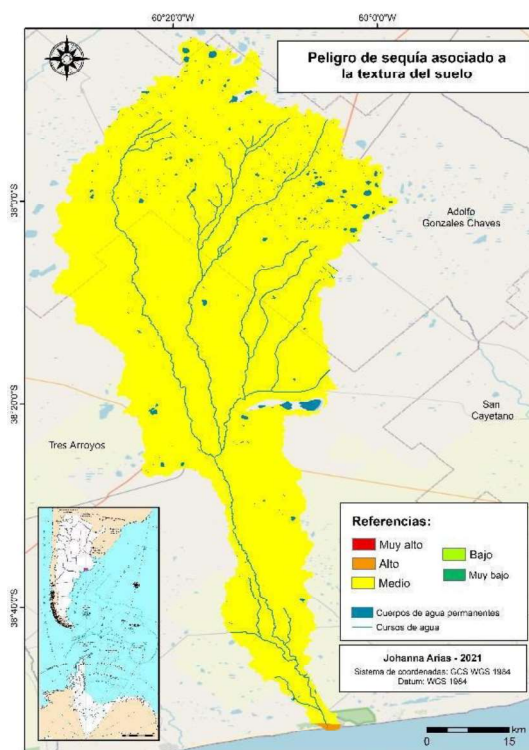 60°20'0"O
60°0'0"O
Peligro de sequía asociado a
la textura del suelo
38°0'0"S
Adolfo
Gonzales Chaves
38°20'0"S
San
Cayetano
Tres Arroyos
Referencias:
Muy alto
Alto
Medio
Bajo
Muy bajo
Cuerpos de agua permanentes
Cursos de agua
38°40'0"S
Johanna Arias - 2021
Sistema de coordenadas: GCS WGS 1984
Datum: WGS 1984
km
0
15